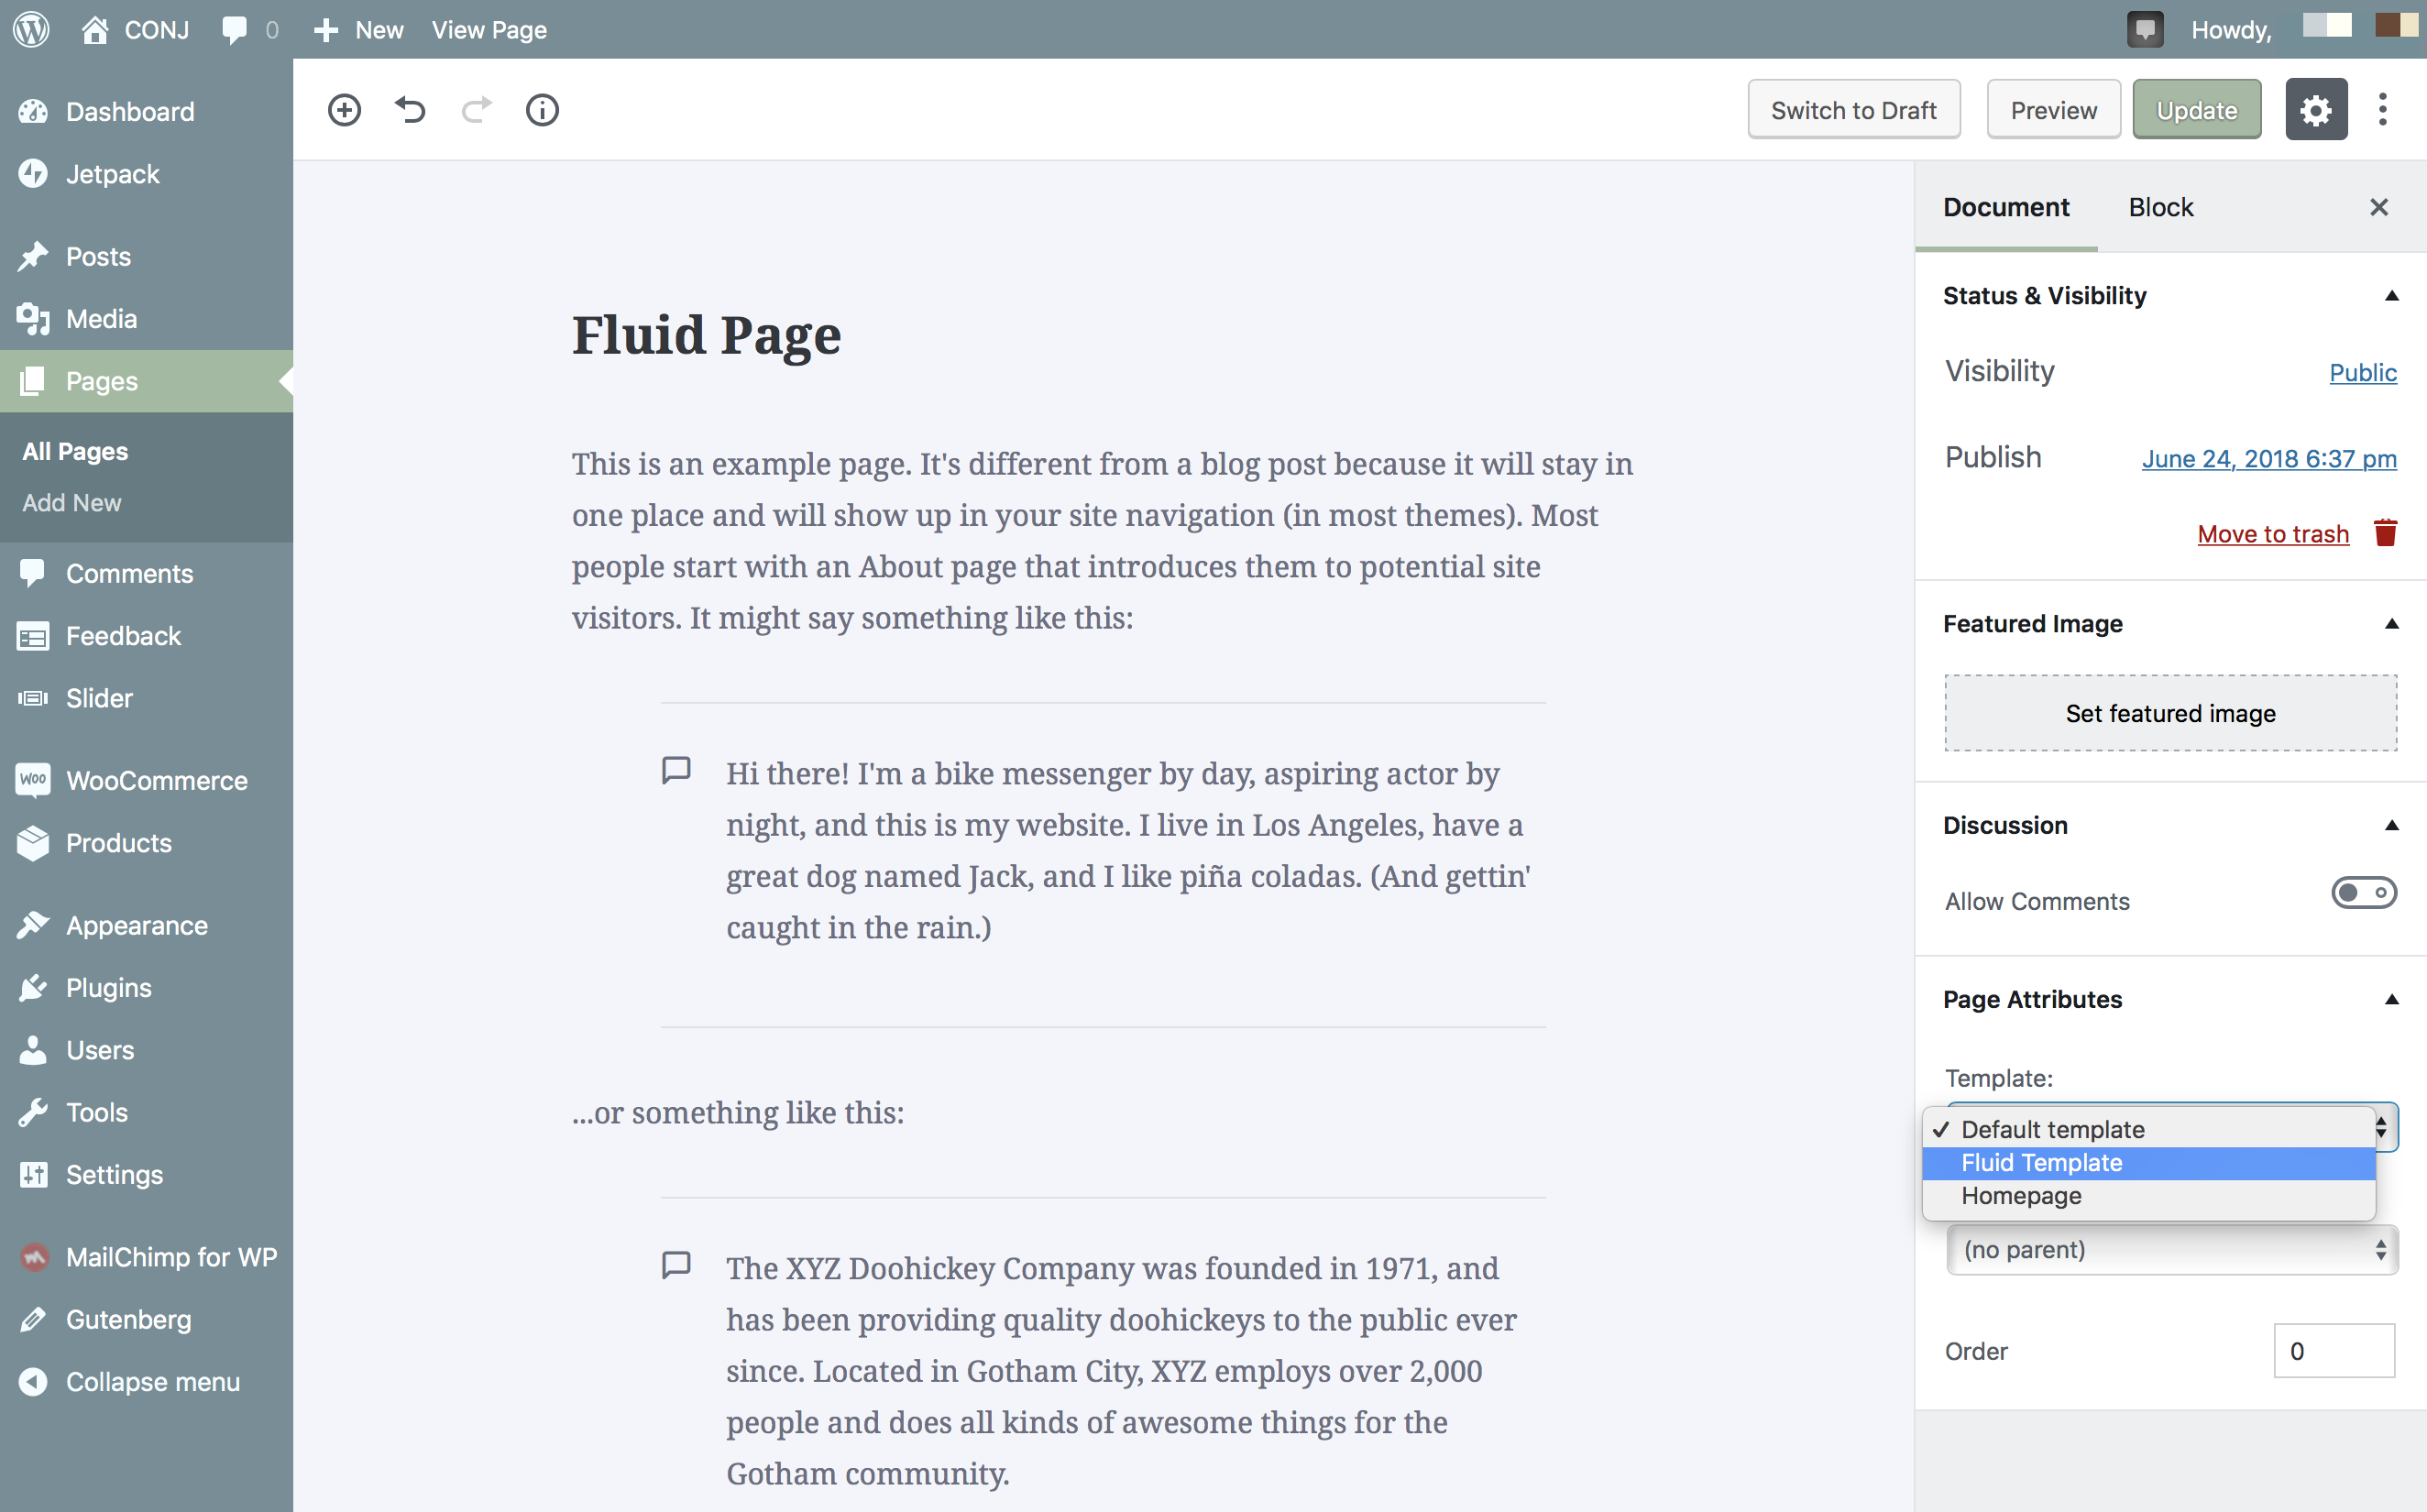 CONJ 0 New View Page Howdy,
Dashboard
Jetpack
Posts
Media
Pages
All Pages
Add New
Comments
Feedback
Slider
Woo WooCommerce
Products
Appearance
Plugins
Users
Tools
Settings
MailChimp for WP
Gutenberg
Collapse menu
Switch to Draft Preview Update
Fluid Page
This is an example page. It's different from a blog post because it will stay in
one place and will show up in your site navigation (in most themes). Most
people start with an About page that introduces them to potential site
visitors. It might say something like this:
Hi there! I'm a bike messenger by day, aspiring actor by
night, and this is my website. I live in Los Angeles, have a
great dog named Jack, and I like piña coladas. (And gettin'
caught in the rain.)
...or something like this:
The XYZ Doohickey Company was founded in 1971, and
has been providing quality doohickeys to the public ever
since. Located in Gotham City, XYZ employs over 2,000
people and does all kinds of awesome things for the
Gotham community.
Document Block
Status & Visibility
Visibility Public
Publish June 24, 2018 6:37 pm
Move to trash
Featured Image
Set featured image
Discussion
Allow Comments
Page Attributes
Template:
Default template
Fluid Template
Homepage
(no parent)
Order 0